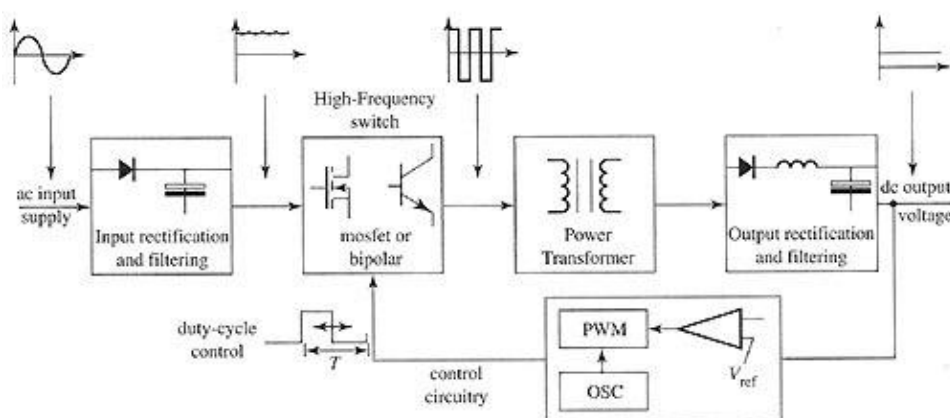 High-Frequency
switch
ac input
supply
Input rectification
and filtering
mosfet or
bipolar
Power
Transformer
Output rectification
and filtering
dc output
voltage
duty-cycle
control
T
control
circuitry
PWM
OSC
Vref